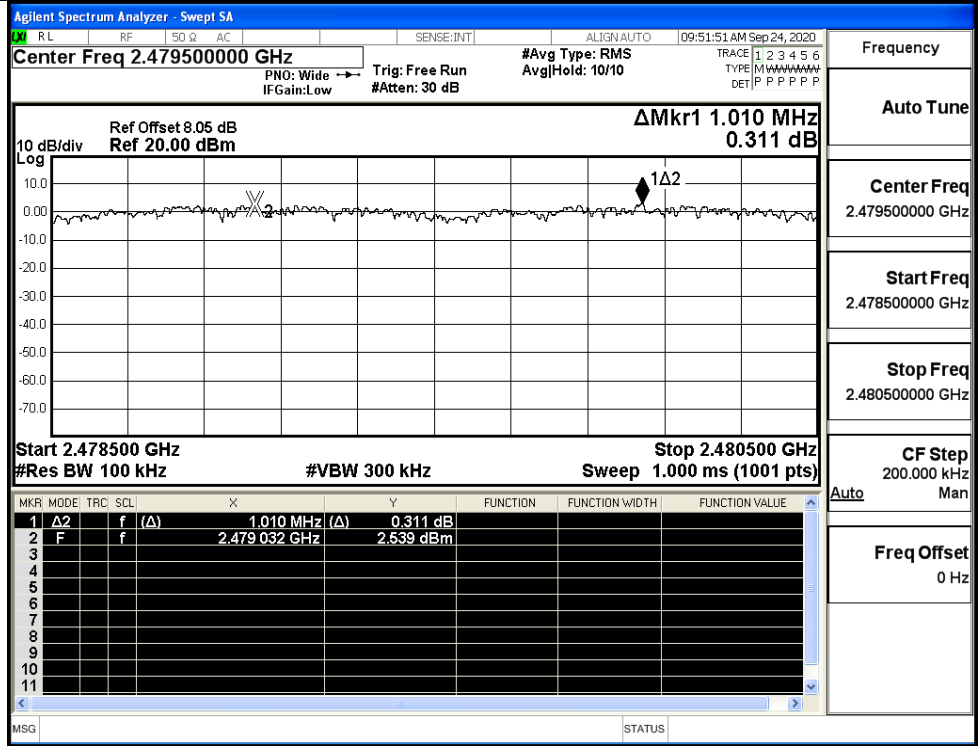 Agilent Spectrum Analyzer - Swept SA
LXI RL RF 50 Ω AC SENSE:INT ALIGNAUTO 09:51:51 AM Sep 24, 2020
Center Freq 2.479500000 GHz
PNO: Wide
IFGain:Low
Trig: Free Run
#Atten: 30 dB
#Avg Type: RMS
Avg|Hold: 10/10
TRACE 1 2 3 4 5 6
TYPE M WWWWW
DET P P P P P P
Frequency
Auto Tune
Center Freq
2.479500000 GHz
Start Freq
2.478500000 GHz
Stop Freq
2.480500000 GHz
CF Step
200.000 kHz
Auto Man
Freq Offset
0 Hz
ΔMkr1 1.010 MHz
0.311 dB
Ref Offset 8.05 dB
10 dB/div Ref 20.00 dBm
Log
10.0
0.00
-10.0
-20.0
-30.0
-40.0
-50.0
-60.0
-70.0
2
1Δ2
Start 2.478500 GHz Stop 2.480500 GHz
#Res BW 100 kHz #VBW 300 kHz Sweep 1.000 ms (1001 pts)
MKR MODE TRC SCL X Y FUNCTION FUNCTION WIDTH FUNCTION VALUE
1 Δ2 f (Δ) 1.010 MHz (Δ) 0.311 dB
2 F f 2.479 032 GHz 2.539 dBm
3
4
5
6
7
8
9
10
11
MSG STATUS